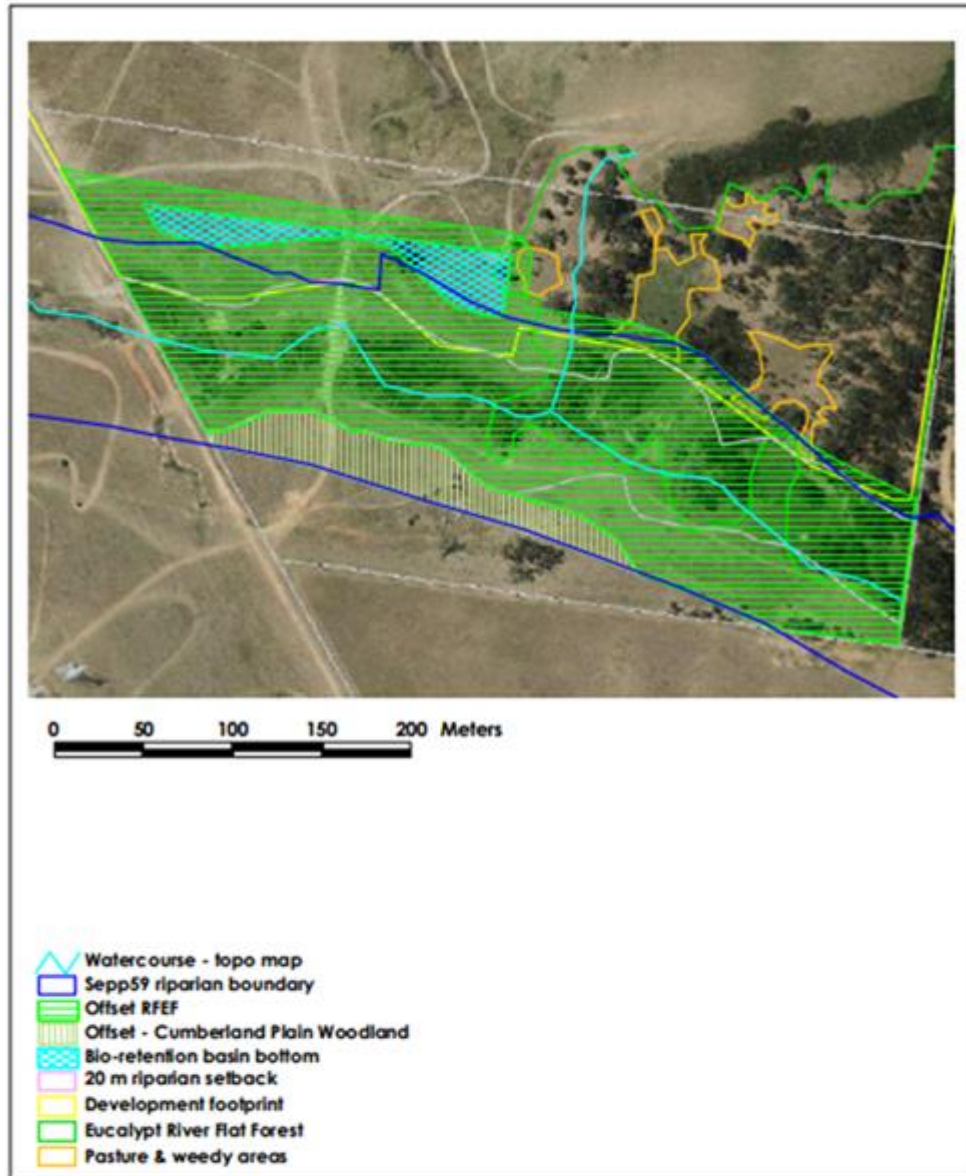 0 50 100 150 200 Meters
Watercourse - topo map
Sepp59 riparian boundary
Offset RFEF
Offset - Cumberland Plain Woodland
Bio-retention basin bottom
20 m riparian setback
Development footprint
Eucalypt River Flat Forest
Pasture & weedy areas